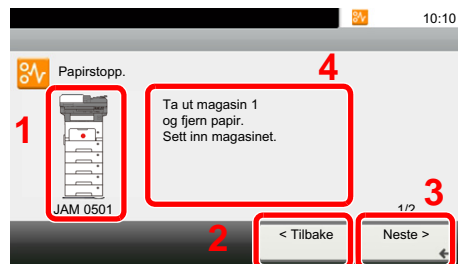 10:10
Papirstopp.
4
1
Ta ut magasin 1
og fjern papir.
Sett inn magasinet.
JAM 0501
1/2
3
2
< Tilbake
Neste >